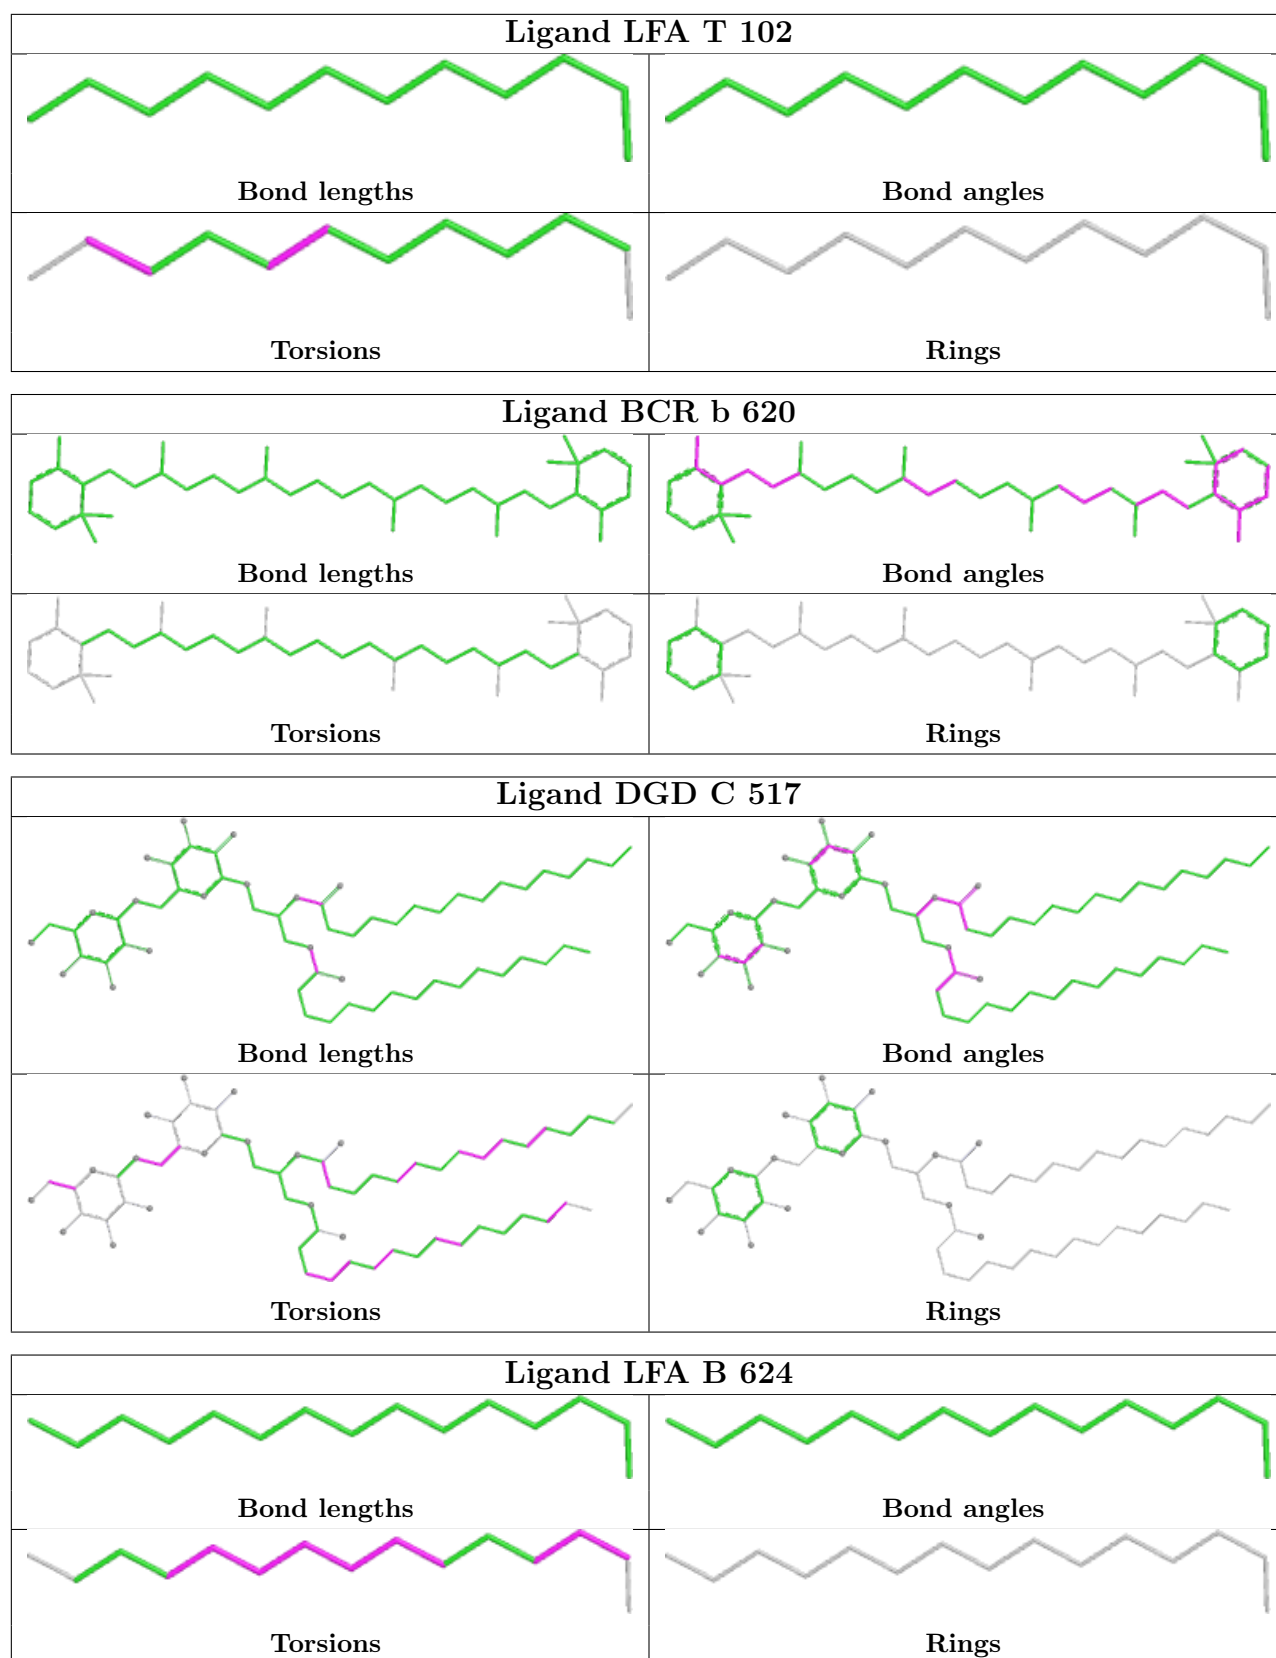 Ligand LFA T 102
Bond lengths
Bond angles
Torsions
Rings
Ligand BCR b 620
Bond lengths
Bond angles
Torsions
Rings
Ligand DGD C 517
Bond lengths
Bond angles
Torsions
Rings
Ligand LFA B 624
Bond lengths
Bond angles
Torsions
Rings